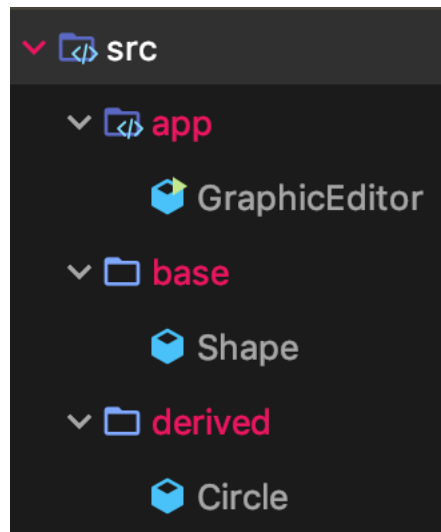 src
app
GraphicEditor
base
Shape
derived
Circle